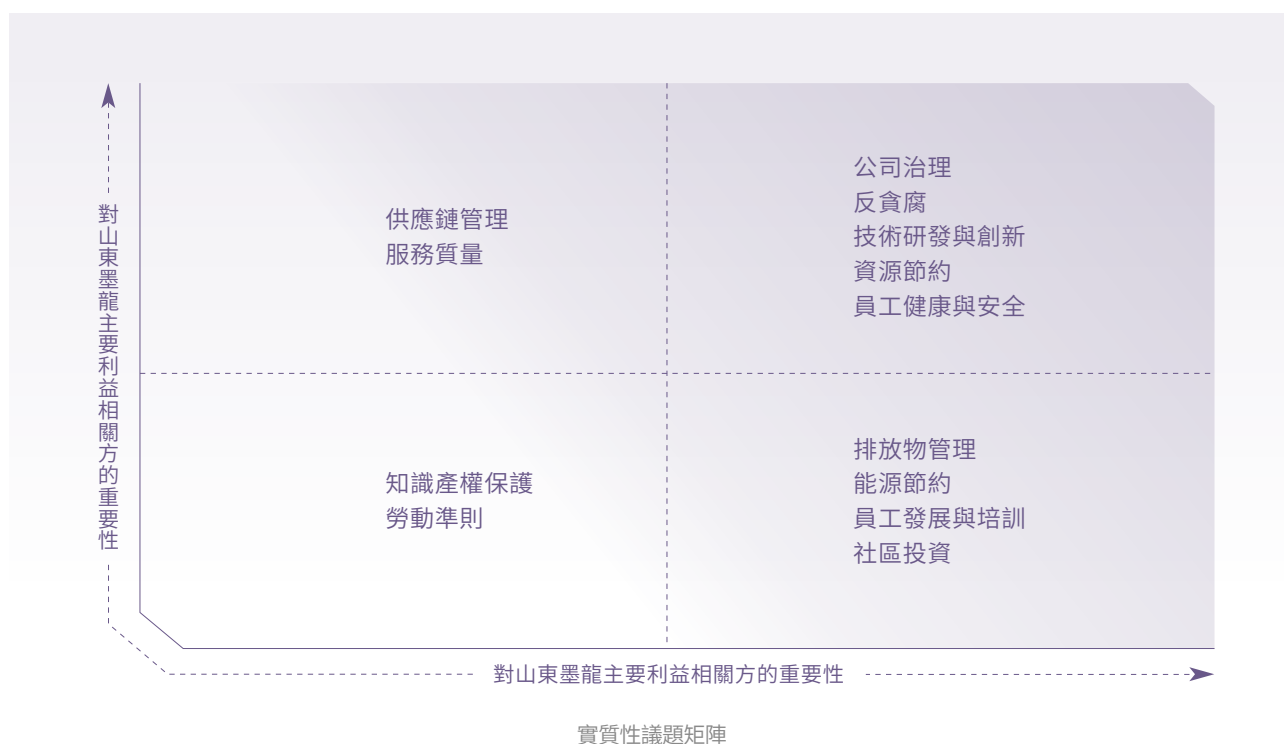 對山東墨龍主要利益相關方的重要性
供應鏈管理
服務質量
公司治理
反貪腐
技術研發與創新
資源節約
員工健康與安全
知識產權保護
勞動準則
排放物管理
能源節約
員工發展與培訓
社區投資
對山東墨龍主要利益相關方的重要性
實質性議題矩陣